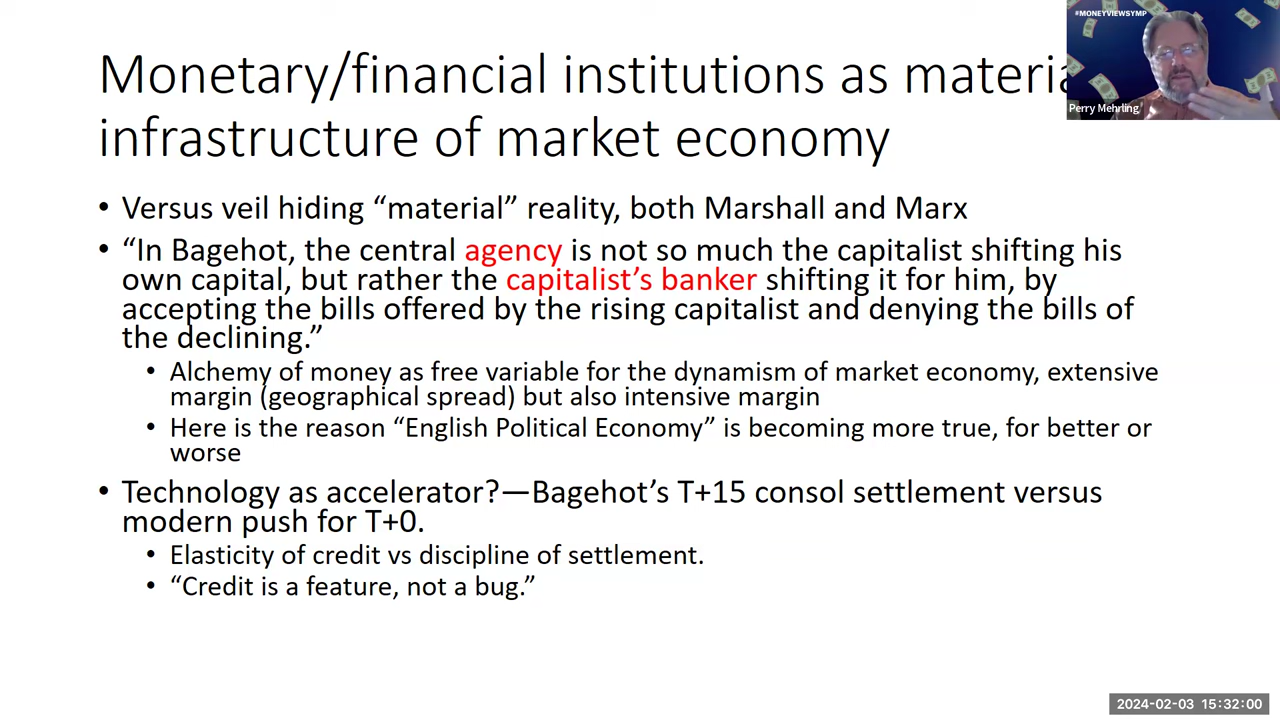 Monetary/financial institutions as materia
infrastructure of market economy
#MONEYVIEWSYMP
Perry Mehrling
• Versus veil hiding “material” reality, both Marshall and Marx
• “In Bagehot, the central agency is not so much the capitalist shifting his
own capital, but rather the capitalist’s banker shifting it for him, by
accepting the bills offered by the rising capitalist and denying the bills of
the declining.”
• Alchemy of money as free variable for the dynamism of market economy, extensive
margin (geographical spread) but also intensive margin
• Here is the reason “English Political Economy” is becoming more true, for better or
worse
• Technology as accelerator?—Bagehot’s T+15 consol settlement versus
modern push for T+0.
• Elasticity of credit vs discipline of settlement.
• “Credit is a feature, not a bug.”
2024-02-03 15:32:00